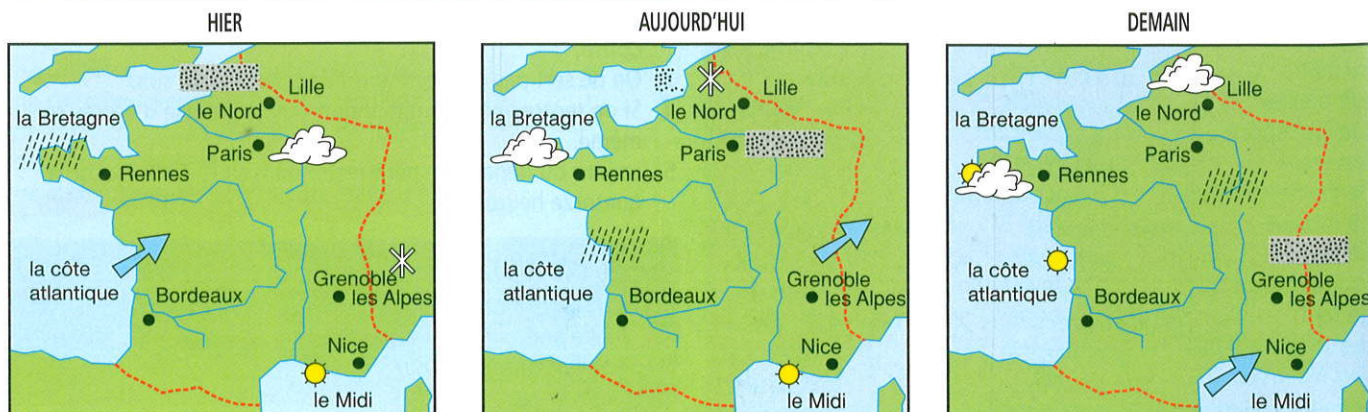 HIER
Lille
le Nord
la Bretagne
Paris
Rennes
la côte
atlantique
Grenoble
les Alpes
Bordeaux
Nice
le Midi
AUJOURD'HUI
Lille
le Nord
la Bretagne
Paris
Rennes
la côte
atlantique
Grenoble
les Alpes
Bordeaux
Nice
le Midi
DEMAIN
Lille
le Nord
la Bretagne
Paris
Rennes
la côte
atlantique
Grenoble
les Alpes
Bordeaux
Nice
le Midi